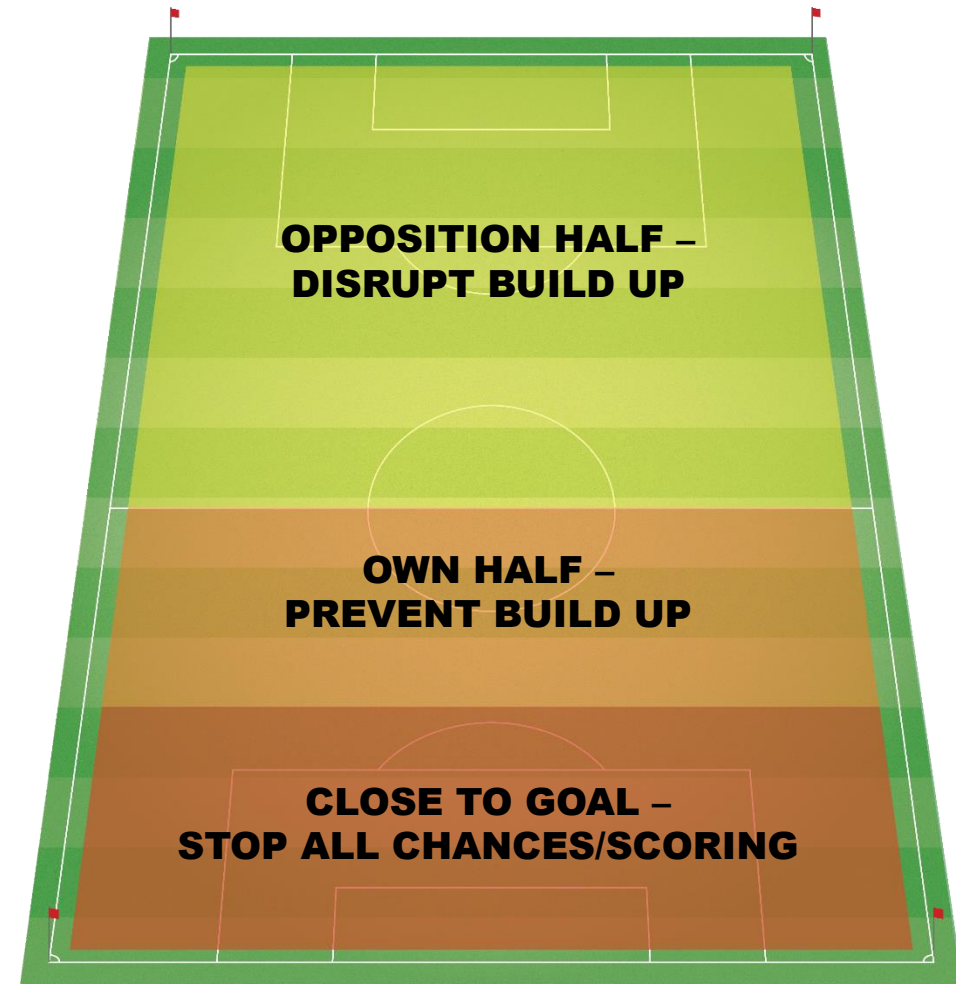 OPPOSITION HALF –
DISRUPT BUILD UP
OWN HALF –
PREVENT BUILD UP
CLOSE TO GOAL –
STOP ALL CHANCES/SCORING